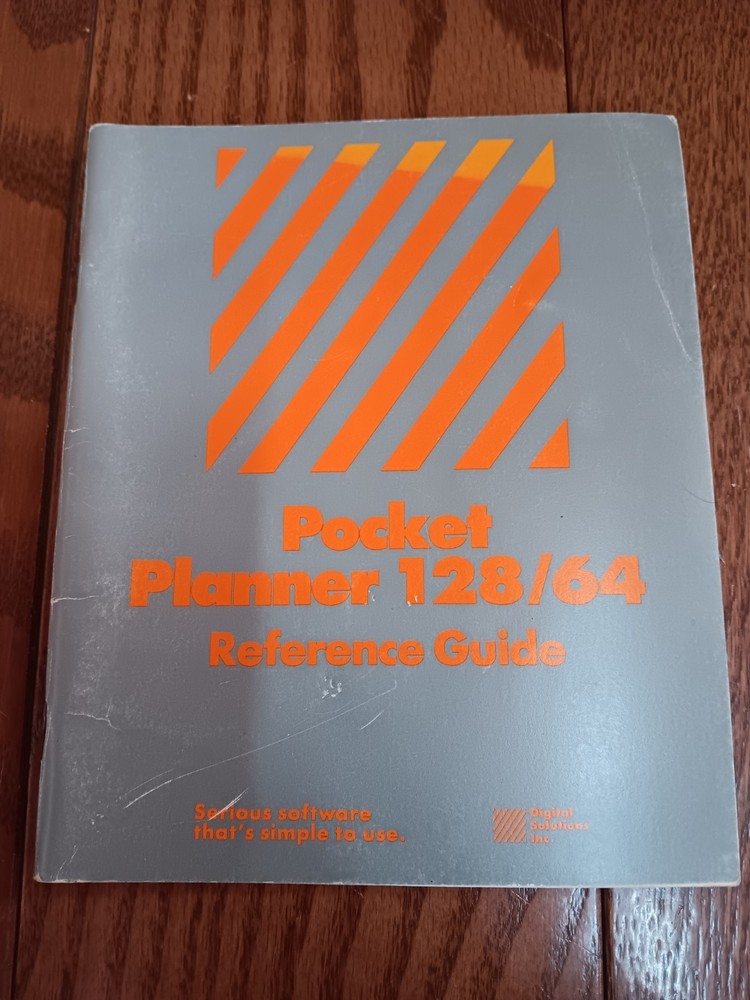 Pocket
Planner 128/64
Reference Guide
Serious software
that's simple to use.
Digital
Solutions
Inc.